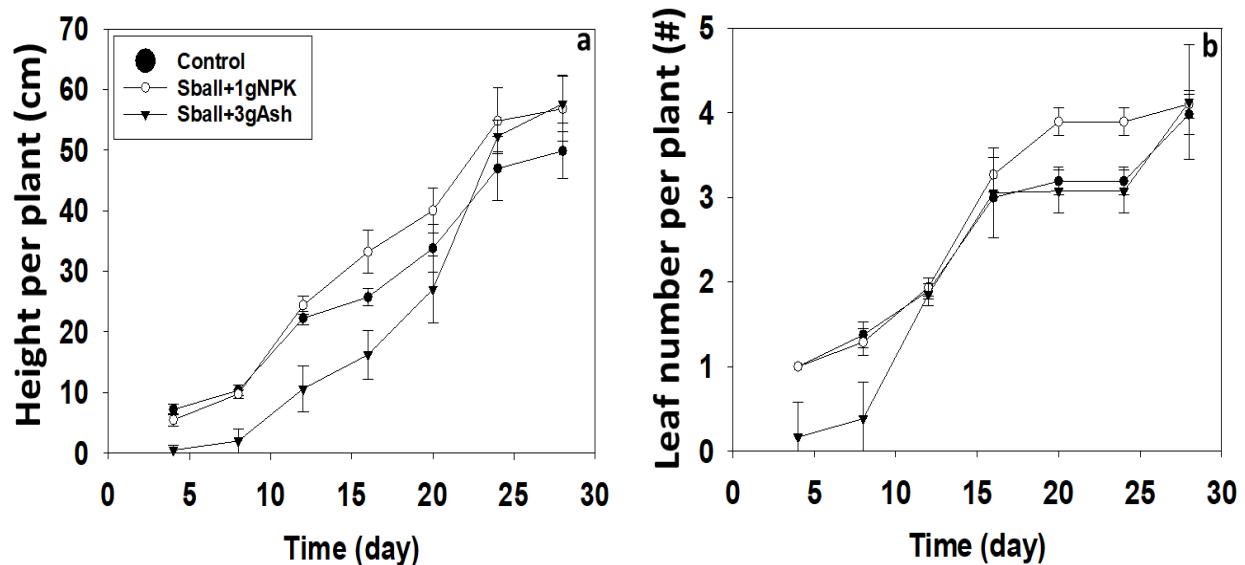 a
Control
Sball+1gNPK
Sball+3gAsh
Height per plant (cm)
70
60
50
40
30
20
10
0
0 5 10 15 20 25 30
Time (day)
b
Leaf number per plant (#)
5
4
3
2
1
0
0 5 10 15 20 25 30
Time (day)